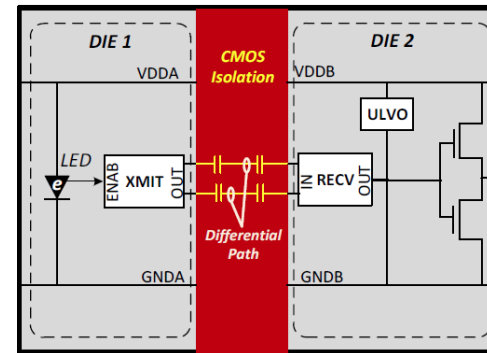 DIE 1
CMOS
Isolation
DIE 2
VDDA
VDDB
ULVO
LED
e
ENAB
XMIT
OUT
IN
RECV
OUT
Differential
Path
GNDA
GNDB